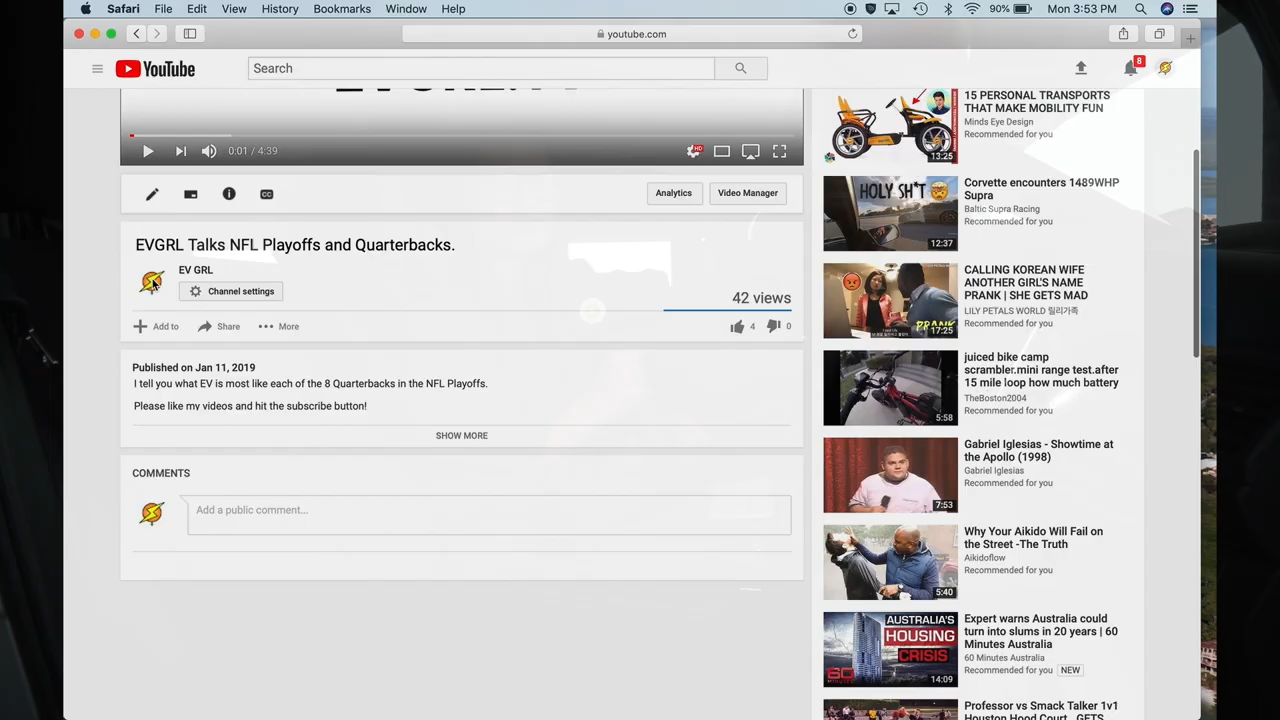 Safari File Edit View History Bookmarks Window Help 90% Mon 3:53 PM
youtube.com
YouTube Search 8
0:01 / 4:39 HD
CC Analytics Video Manager
EVGRL Talks NFL Playoffs and Quarterbacks.
EV GRL
Channel settings
42 views
Add to Share More 4 0
Published on Jan 11, 2019
I tell you what EV is most like each of the 8 Quarterbacks in the NFL Playoffs.
Please like my videos and hit the subscribe button!
SHOW MORE
COMMENTS
Add a public comment...
15 PERSONAL TRANSPORTS
THAT MAKE MOBILITY FUN
Minds Eye Design
Recommended for you
13:25
HOLY SH*T
12:37
Corvette encounters 1489WHP
Supra
Baltic Supra Racing
Recommended for you
PRANK
17:25
CALLING KOREAN WIFE
ANOTHER GIRL'S NAME
PRANK | SHE GETS MAD
LILY PETALS WORLD 릴리가족
Recommended for you
5:58
juiced bike camp
scrambler.mini range test.after
15 mile loop how much battery
TheBoston2004
Recommended for you
7:53
Gabriel Iglesias - Showtime at
the Apollo (1998)
Gabriel Iglesias
Recommended for you
5:40
Why Your Aikido Will Fail on
the Street -The Truth
Aikidoflow
Recommended for you
AUSTRALIA'S
HOUSING
CRISIS
60
14:09
Expert warns Australia could
turn into slums in 20 years | 60
Minutes Australia
60 Minutes Australia
Recommended for you NEW
Professor vs Smack Talker 1v1
Houston Hood Court . GETS